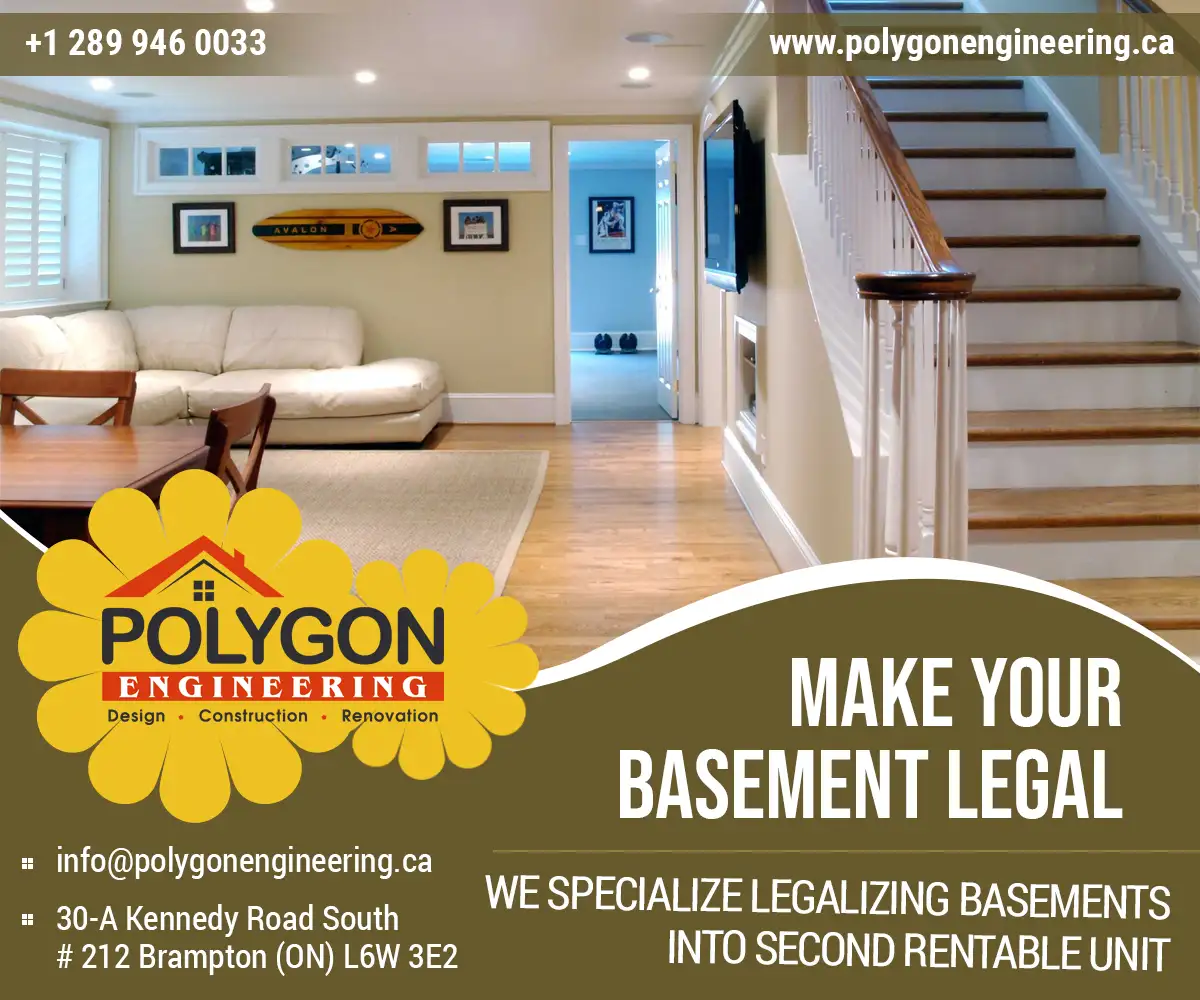 +1 289 946 0033
www.polygonengineering.ca
AVALON
A
POLYGON
ENGINEERING
Design • Construction • Renovation
MAKE YOUR
BASEMENT LEGAL
info@polygonengineering.ca
30-A Kennedy Road South
# 212 Brampton (ON) L6W 3E2
WE SPECIALIZE LEGALIZING BASEMENTS
INTO SECOND RENTABLE UNIT